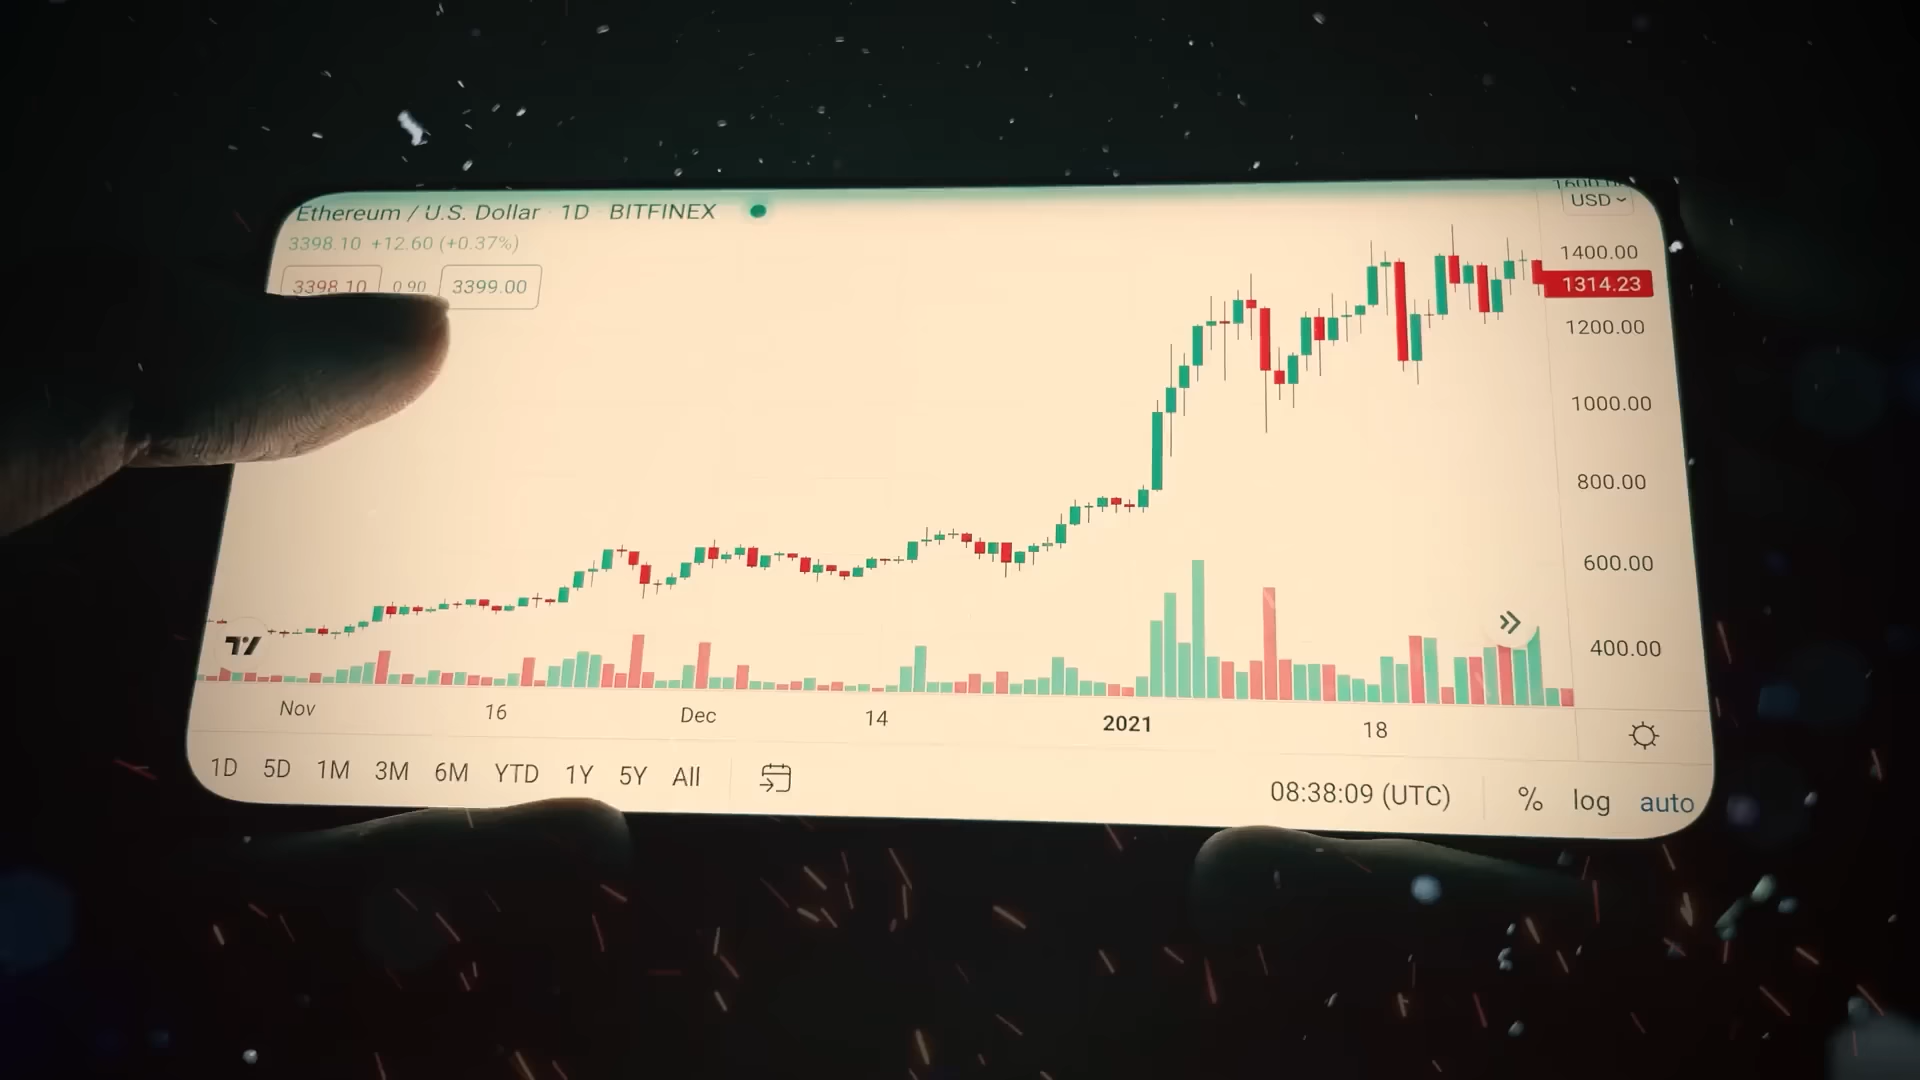 Ethereum / U.S. Dollar 1D BITFINEX
3398.10 +12.60 (+0.37%)
3398.10 0.90 3399.00
1600.00
USD
1400.00
1314.23
1200.00
1000.00
800.00
600.00
400.00
Nov 16 Dec 14 2021 18
1D 5D 1M 3M 6M YTD 1Y 5Y All
08:38:09 (UTC) % log auto